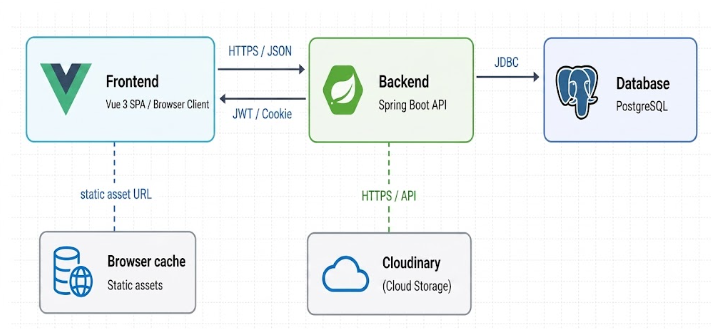 HTTPS / JSON
Frontend
Vue 3 SPA / Browser Client
JWT / Cookie
Backend
Spring Boot API
JDBC
Database
PostgreSQL
static asset URL
HTTPS / API
Browser cache
Static assets
Cloudinary
(Cloud Storage)